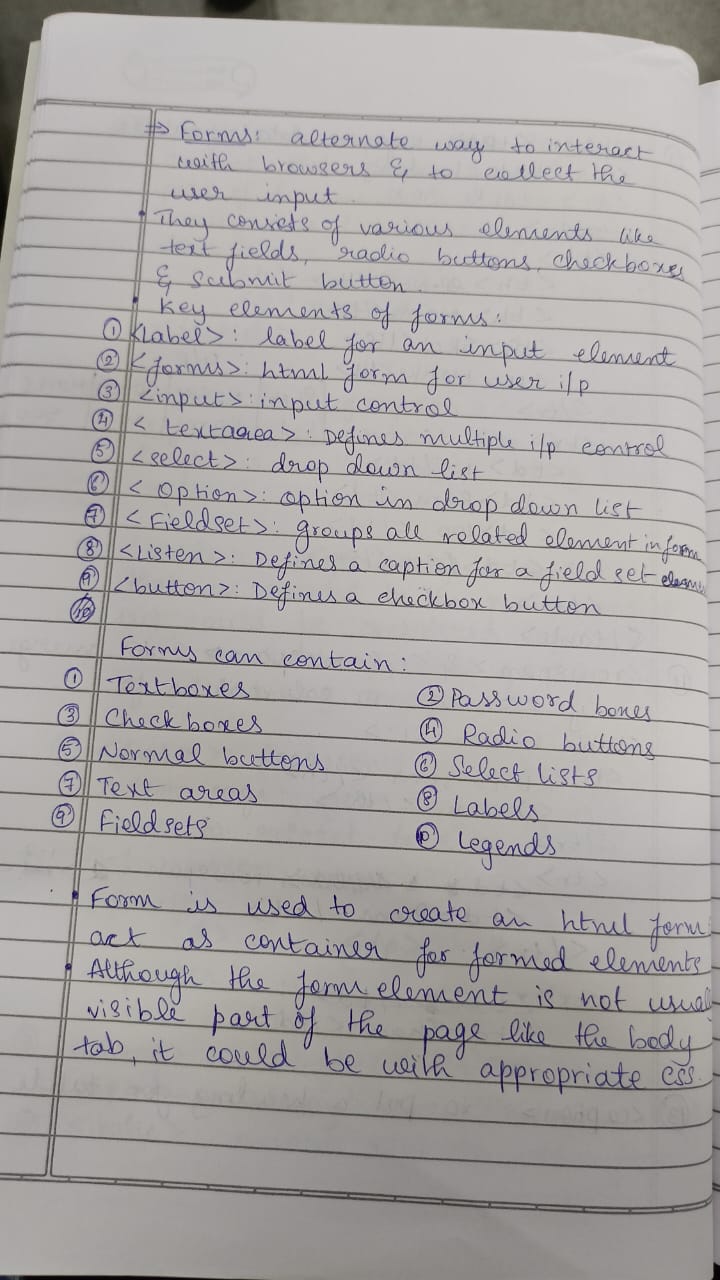 ⇒ Forms: alternate way to interact
with browsers & to collect the
user input.
• They consists of various elements like
text fields, radio buttons, checkboxes
& submit button.
• Key elements of forms:
① <label>: label for an input element
② <forms>: html form for user i/p
③ <input>: input control
④ < textarea>: Defines multiple i/p control
⑤ <select>: drop down list
⑥ < Option>: option in drop down list
⑦ < Fieldset>: groups all related element in form
⑧ <Listen>: Defines a caption for a field set elem
⑨ <button>: Defines a checkbox button
⑩
Forms can contain:
① Textboxes ② Password boxes
③ Check boxes ④ Radio buttons
⑤ Normal buttons ⑥ Select lists
⑦ Text areas ⑧ Labels
⑨ Field sets ⑩ Legends
• Form is used to create an html form
act as container for formed elements
• Although the form element is not usual
visible part of the page like the body
tab, it could be with appropriate css.